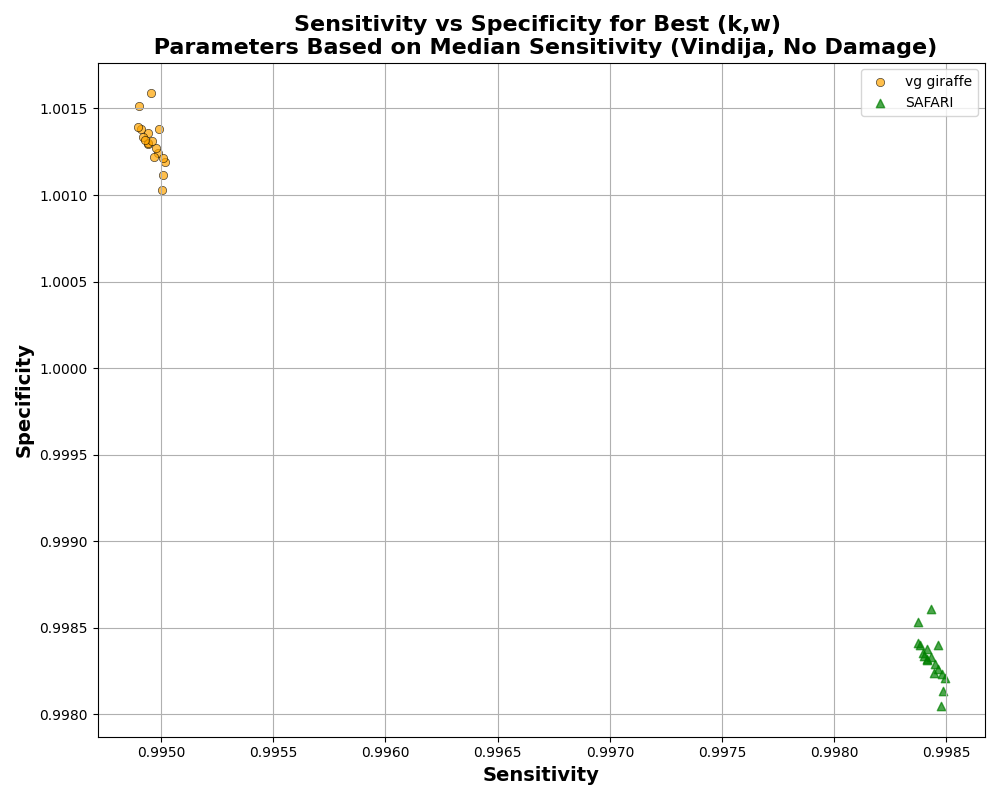 Sensitivity vs Specificity for Best (k,w)
Parameters Based on Median Sensitivity (Vindija, No Damage)
vg giraffe
SAFARI
Specificity
1.0015
1.0010
1.0005
1.0000
0.9995
0.9990
0.9985
0.9980
0.9950
0.9955
0.9960
0.9965
0.9970
0.9975
0.9980
0.9985
Sensitivity